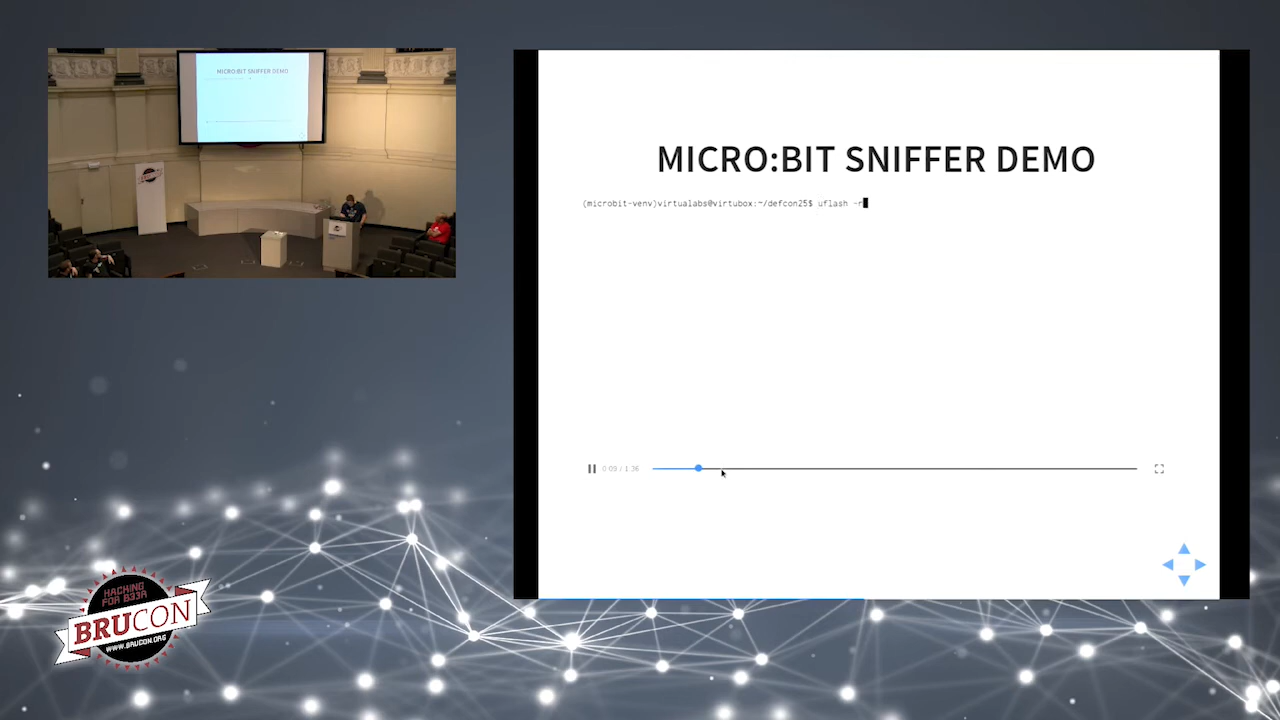 MICRO:BIT SNIFFER DEMO
MICRO:BIT SNIFFER DEMO
(microbit-venv)virtualabs@virtubox:~/defcon25$ uflash -r
0:09 / 1:36
HACKING
FOR B33R
BRUCON
WWW.BRUCON.ORG